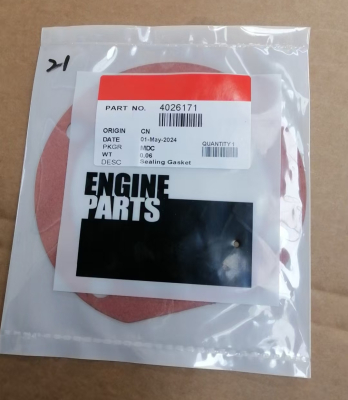 21
PART NO. 4026171
ORIGIN CN
DATE 01-May-2024
PKGR MDC QUANTITY 1
WT 0.06
DESC Sealing Gasket
ENGINE
PARTS